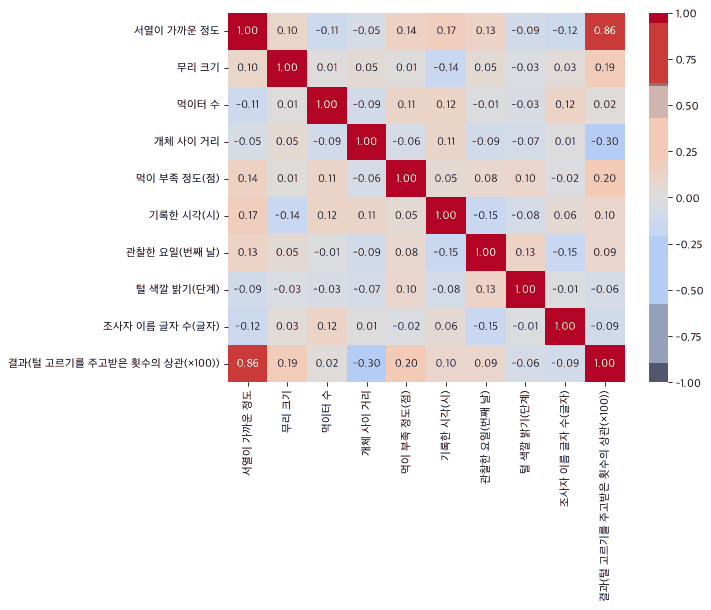 서열이 가까운 정도 1.00 0.10 -0.11 -0.05 0.14 0.17 0.13 -0.09 -0.12 0.86
무리 크기 0.10 1.00 0.01 0.05 0.01 -0.14 0.05 -0.03 0.03 0.19
먹이터 수 -0.11 0.01 1.00 -0.09 0.11 0.12 -0.01 -0.03 0.12 0.02
개체 사이 거리 -0.05 0.05 -0.09 1.00 -0.06 0.11 -0.09 -0.07 0.01 -0.30
먹이 부족 정도(점) 0.14 0.01 0.11 -0.06 1.00 0.05 0.08 0.10 -0.02 0.20
기록한 시각(시) 0.17 -0.14 0.12 0.11 0.05 1.00 -0.15 -0.08 0.06 0.10
관찰한 요일(번째 날) 0.13 0.05 -0.01 -0.09 0.08 -0.15 1.00 0.13 -0.15 0.09
털 색깔 밝기(단계) -0.09 -0.03 -0.03 -0.07 0.10 -0.08 0.13 1.00 -0.01 -0.06
조사자 이름 글자 수(글자) -0.12 0.03 0.12 0.01 -0.02 0.06 -0.15 -0.01 1.00 -0.09
결과(털 고르기를 주고받은 횟수의 상관(×100)) 0.86 0.19 0.02 -0.30 0.20 0.10 0.09 -0.06 -0.09 1.00
서열이 가까운 정도
무리 크기
먹이터 수
개체 사이 거리
먹이 부족 정도(점)
기록한 시각(시)
관찰한 요일(번째 날)
털 색깔 밝기(단계)
조사자 이름 글자 수(글자)
결과(털 고르기를 주고받은 횟수의 상관(×100))
1.00
0.75
0.50
0.25
0.00
-0.25
-0.50
-0.75
-1.00